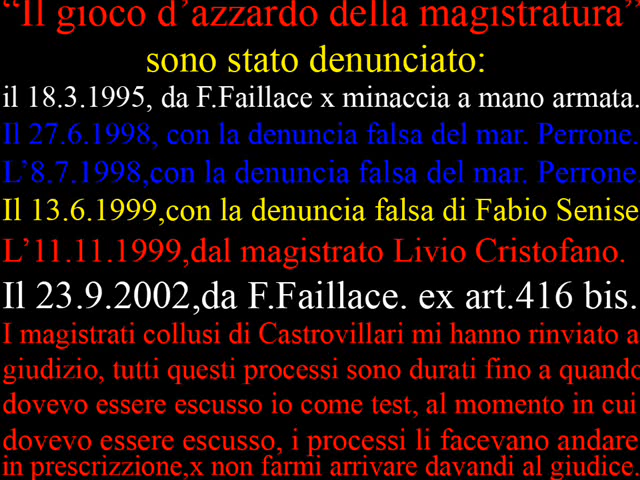 “Il gioco d’azzardo della magistratura”
sono stato denunciato:
il 18.3.1995, da F.Faillace x minaccia a mano armata.
Il 27.6.1998, con la denuncia falsa del mar. Perrone.
L’8.7.1998,con la denuncia falsa del mar. Perrone.
Il 13.6.1999,con la denuncia falsa di Fabio Senise
L’11.11.1999,dal magistrato Livio Cristofano.
Il 23.9.2002,da F.Faillace. ex art.416 bis.
I magistrati collusi di Castrovillari mi hanno rinviato a
giudizio, tutti questi processi sono durati fino a quando
dovevo essere escusso io come test, al momento in cui
dovevo essere escusso, i processi li facevano andare
in prescrizzione,x non farmi arrivare davandi al giudice.